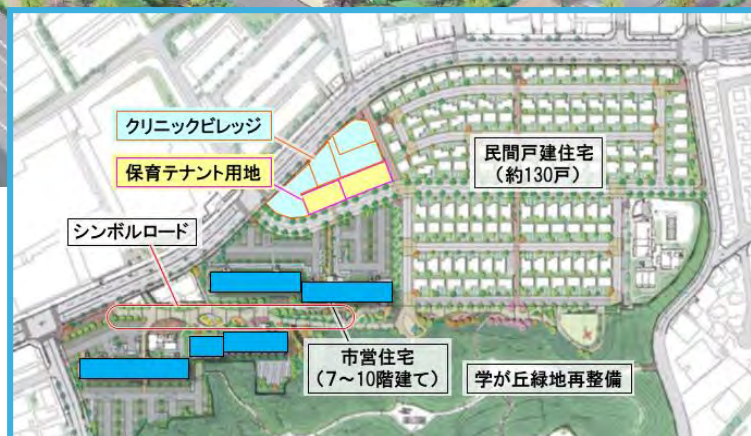 クリニックビレッジ
保育テナント用地
民間戸建住宅
(約130戸)
シンボルロード
市営住宅
(7~10階建て)
学が丘緑地再整備